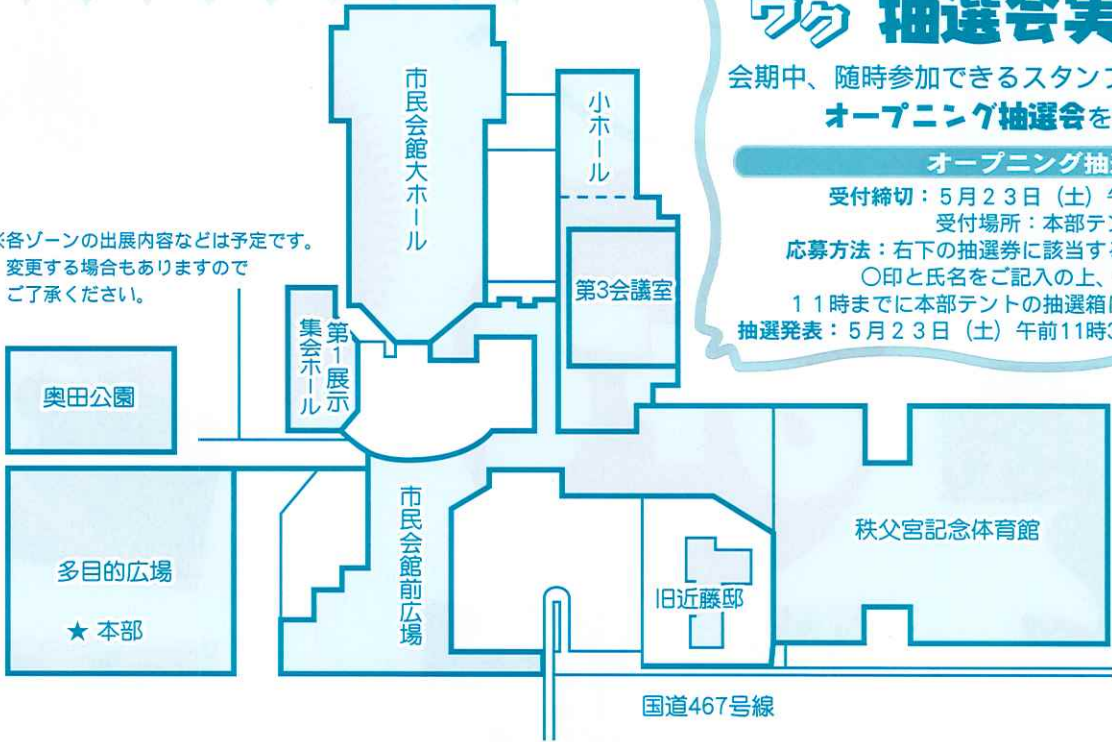 ワク 抽選会実
会期中、随時参加できるスタンプ
オープニング抽選会を
オープニング抽選
受付締切：5月23日（土）午
受付場所：本部テン
応募方法：右下の抽選券に該当する
○印と氏名をご記入の上、
11時までに本部テントの抽選箱に
抽選発表：5月23日（土）午前11時3
市民会館大ホール
小ホール
※各ゾーンの出展内容などは予定です。
変更する場合もありますので
ご了承ください。
第3会議室
第1展示
集会ホール
奥田公園
市民会館前広場
秩父宮記念体育館
多目的広場
★ 本部
旧近藤邸
国道467号線